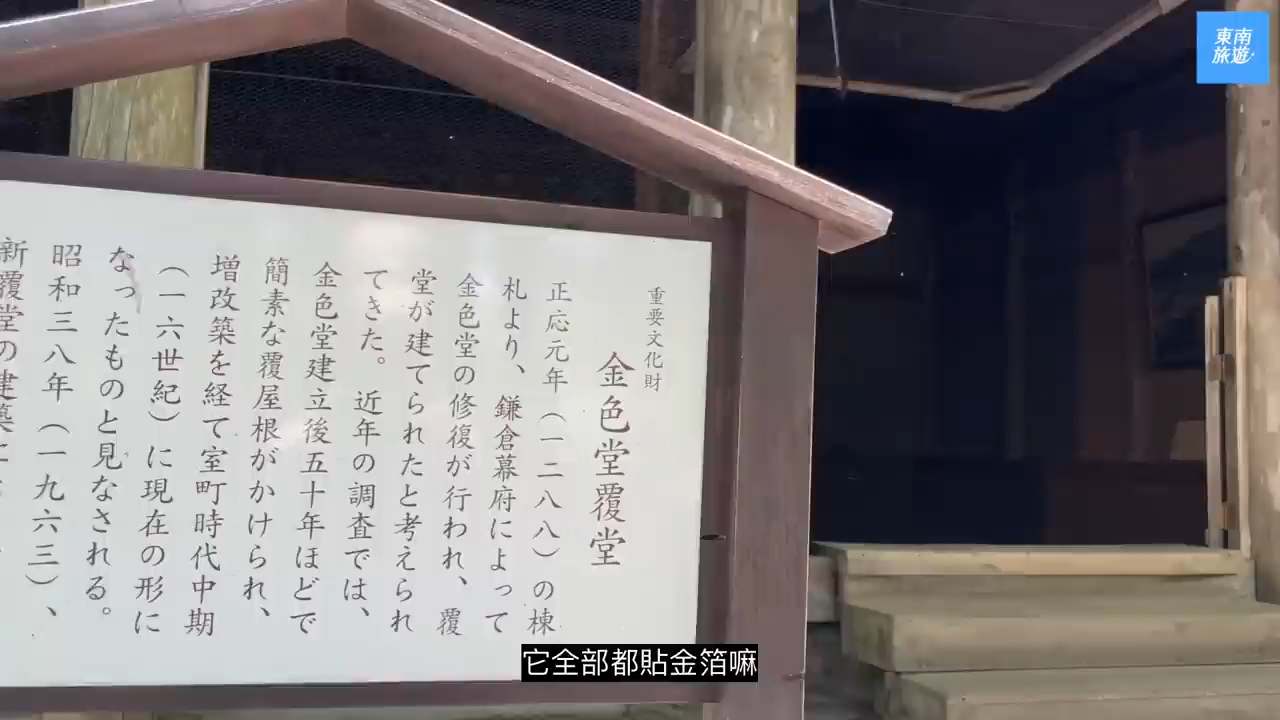 重要文化財
金色堂覆堂
正応元年（一二八八）の棟
札より、鎌倉幕府によって
金色堂の修復が行われ、覆
堂が建てられたと考えられ
てきた。近年の調査では、
金色堂建立後五十年ほどで
簡素な覆屋根がかけられ、
増改築を経て室町時代中期
（一六世紀）に現在の形に
なったものと見なされる。
昭和三八年（一九六三）、
新覆堂の建築に
東南
旅遊
它全部都貼金箔嘛